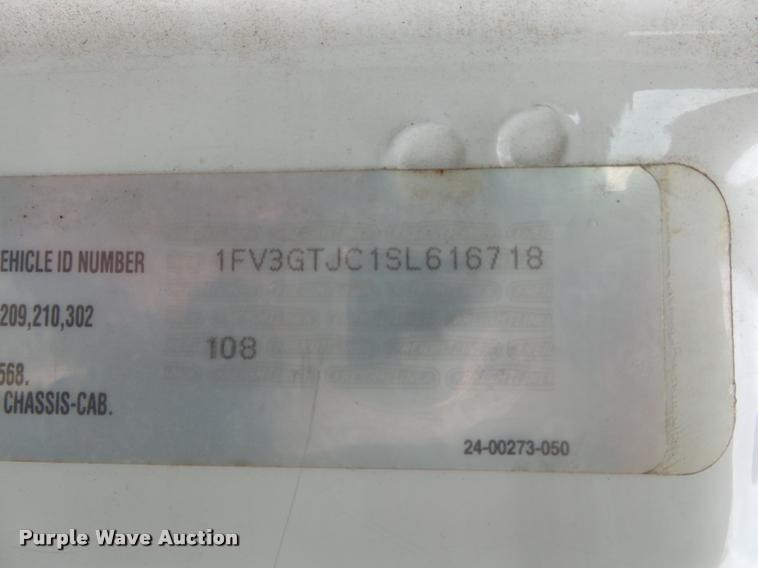 EHICLE ID NUMBER 1FV3GTJC1SL616718
209,210,302
108
568.
CHASSIS-CAB.
24-00273-050
Purple Wave Auction